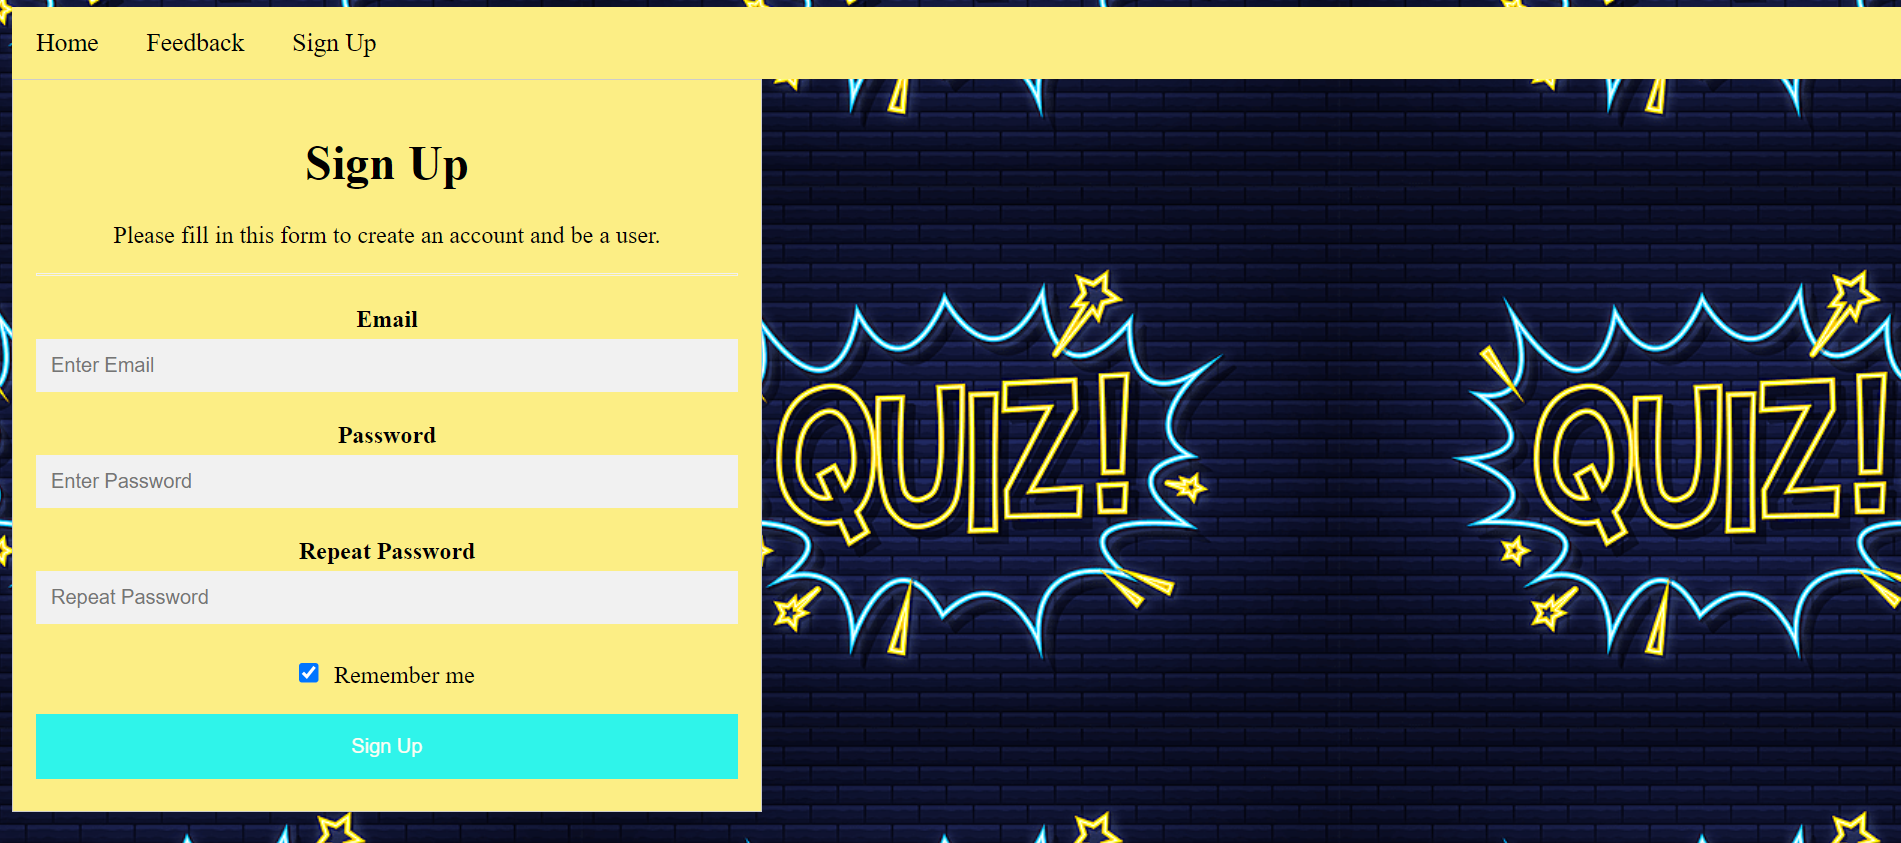 Home Feedback Sign Up
Sign Up
Please fill in this form to create an account and be a user.
Email
Enter Email
Password
Enter Password
Repeat Password
Repeat Password
Remember me
Sign Up
QUIZ!
QUIZ!